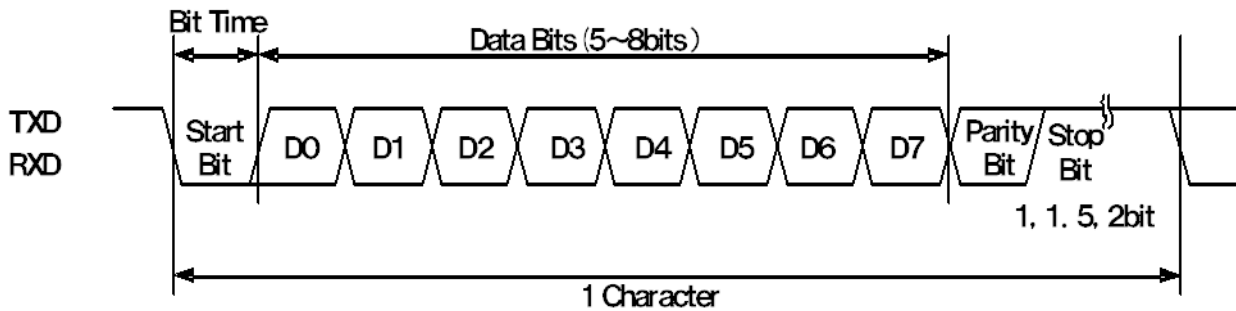 Bit Time
Data Bits (5~8bits)
TXD
RXD
Start
Bit
D0
D1
D2
D3
D4
D5
D6
D7
Parity
Bit
Stop
Bit
1, 1. 5, 2bit
1 Character